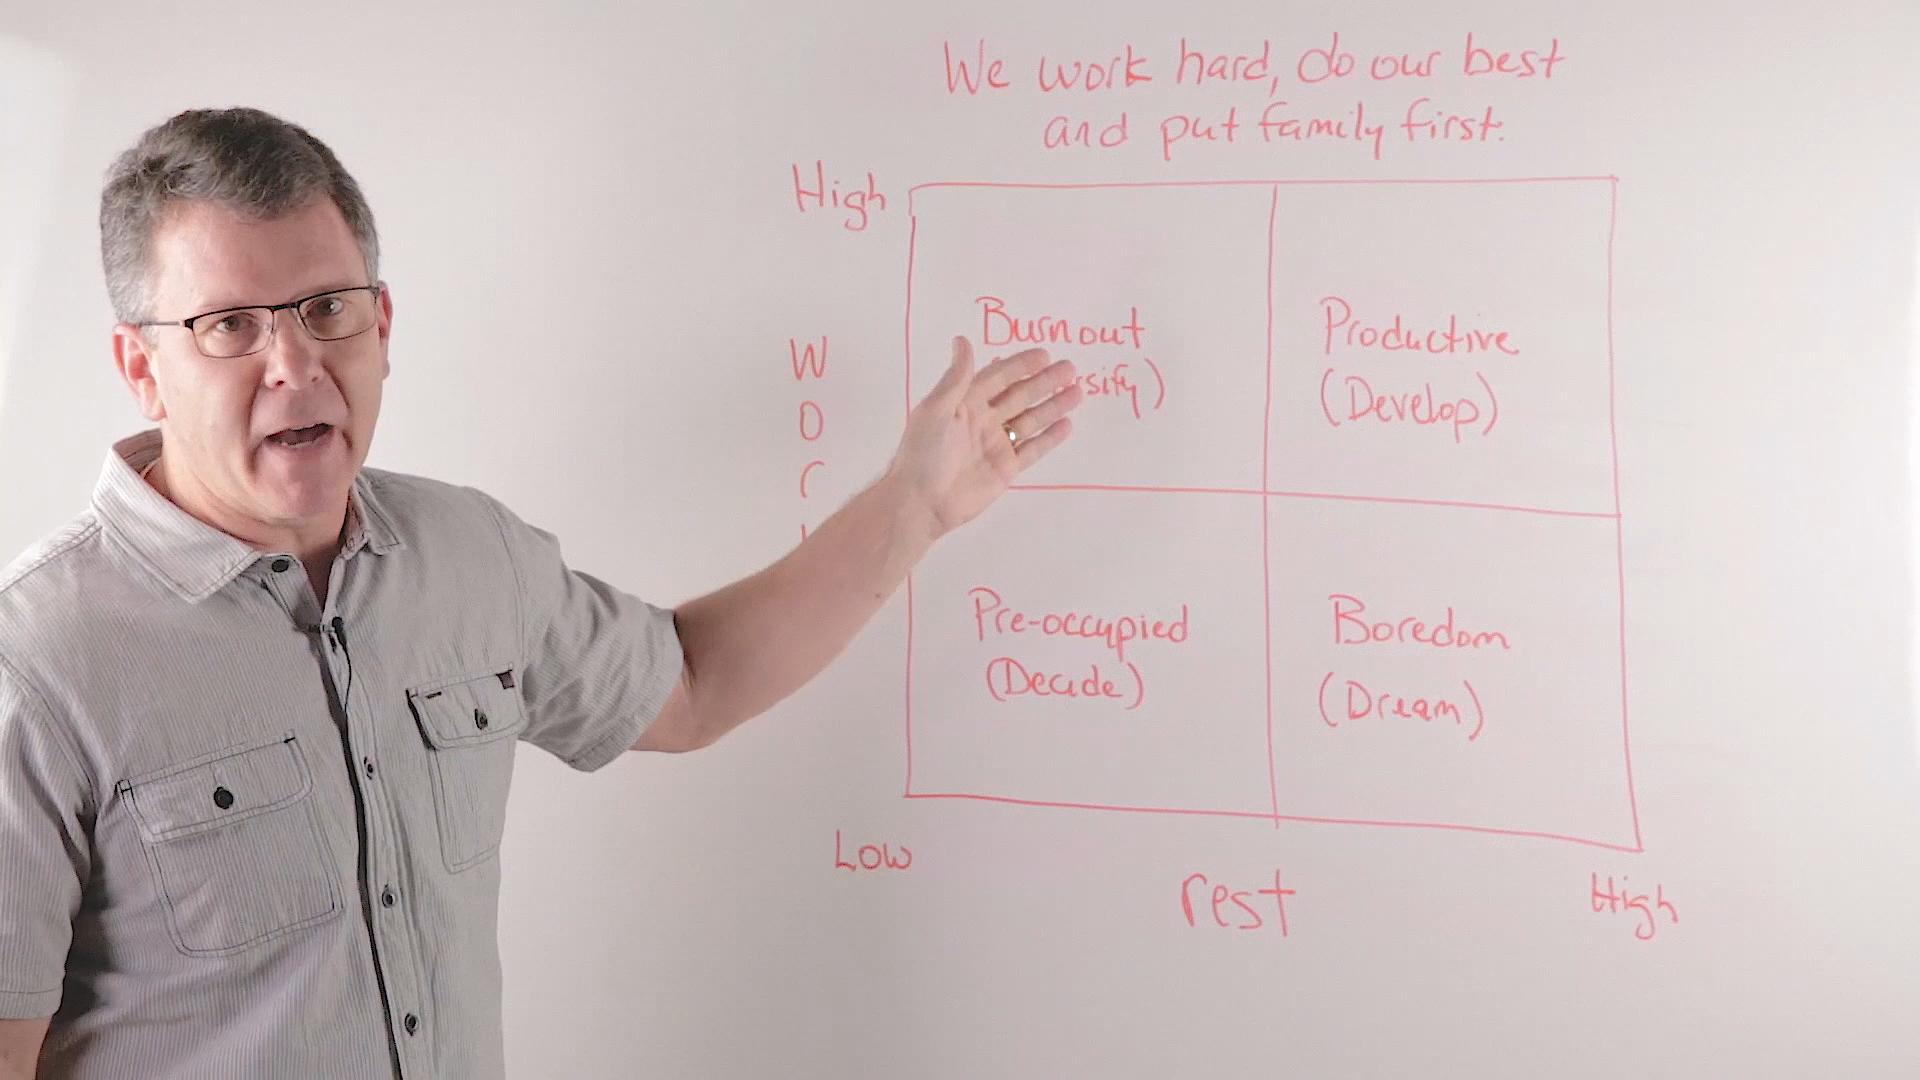 We work hard, do our best
and put family first.
High
Burnout
Productive
(Develop)
Pre-occupied
(Decide)
Boredom
(Dream)
Low
rest
High